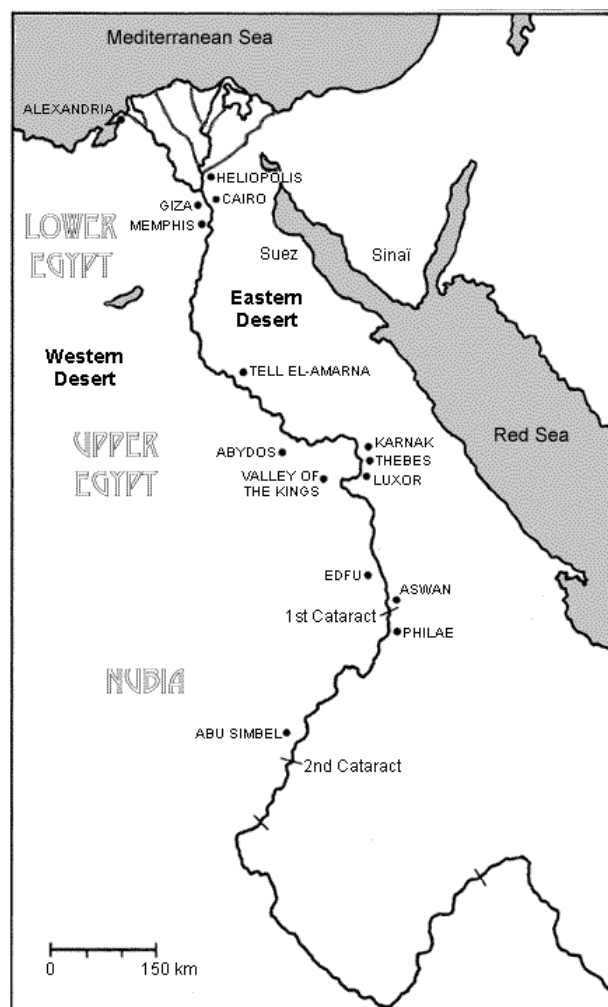 Mediterranean Sea
ALEXANDRIA
HELIOPOLIS
CAIRO
GIZA
MEMPHIS
LOWER
EGYPT
Suez
Sinaï
Eastern
Desert
Western
Desert
TELL EL-AMARNA
Red Sea
UPPER
EGYPT
ABYDOS
KARNAK
THEBES
LUXOR
VALLEY OF
THE KINGS
EDFU
ASWAN
1st Cataract
PHILAE
NUBIA
ABU SIMBEL
2nd Cataract
0 150 km